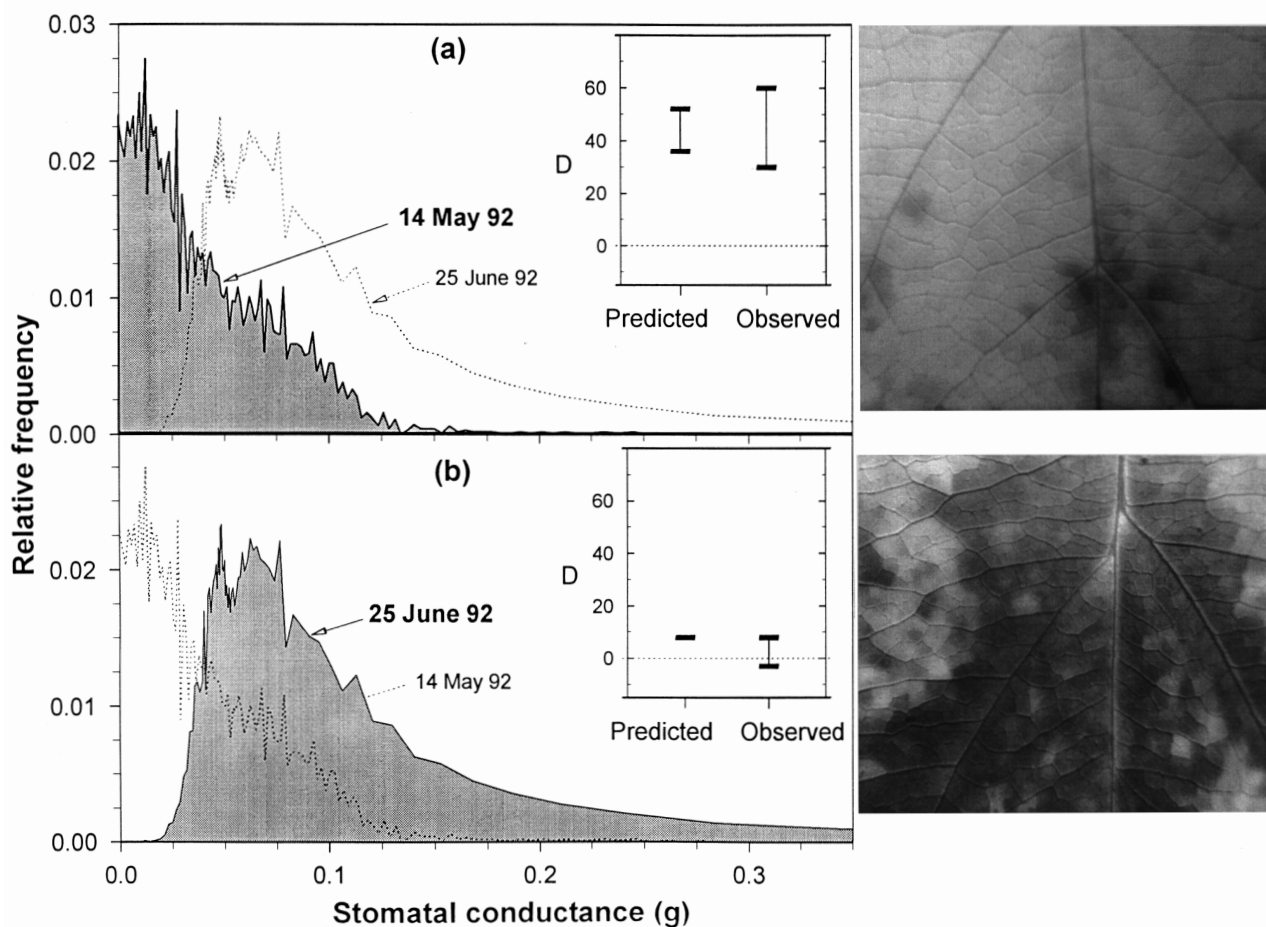 0.03
(a)
60
40
D
20
0
Predicted Observed
0.02
14 May 92
25 June 92
0.01
0.00
Relative frequency
(b)
60
40
D
20
0
Predicted Observed
0.02
25 June 92
14 May 92
0.01
0.00
0.0 0.1 0.2 0.3
Stomatal conductance (g)